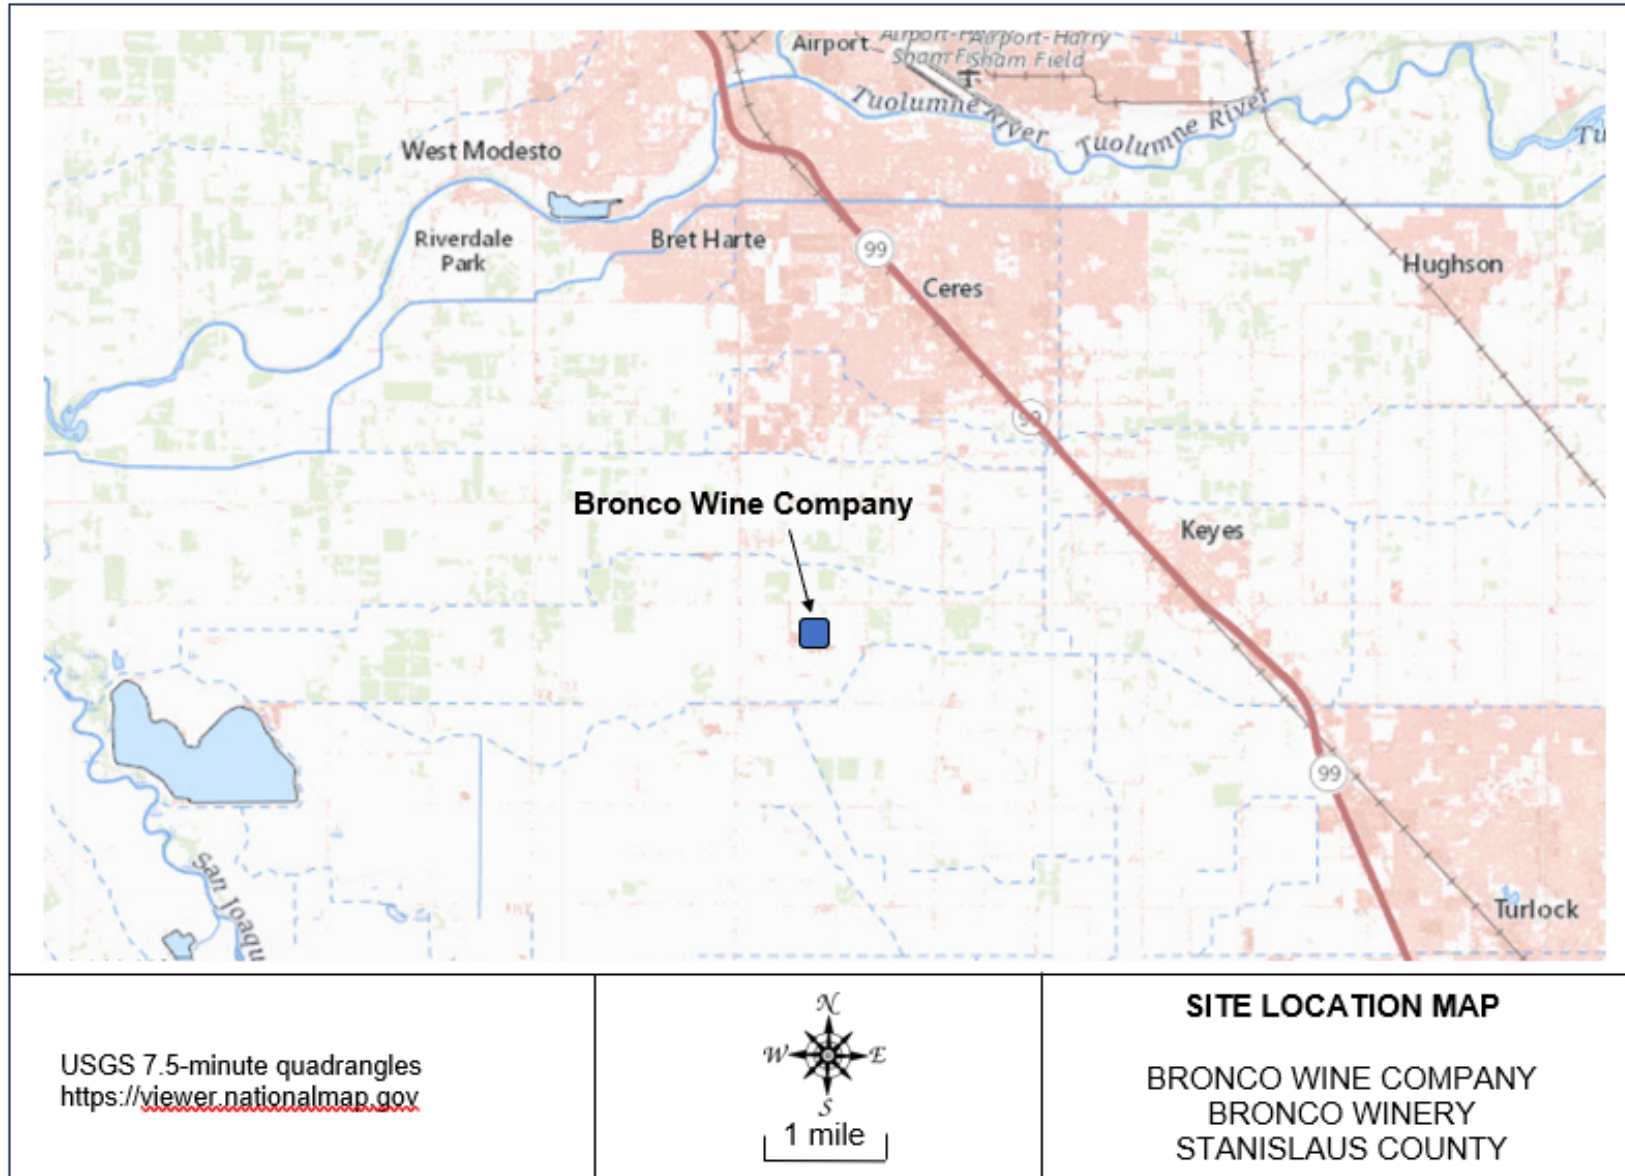 Airport
Airport-Harry
Sham Field
Tuolumne River
Tuolumne River
West Modesto
Riverdale
Park
Bret Harte
99
Ceres
Hughson
Bronco Wine Company
Keyes
99
San Joaqu
Turlock
USGS 7.5-minute quadrangles
https://viewer.nationalmap.gov
N
W
E
S
1 mile
SITE LOCATION MAP
BRONCO WINE COMPANY
BRONCO WINERY
STANISLAUS COUNTY